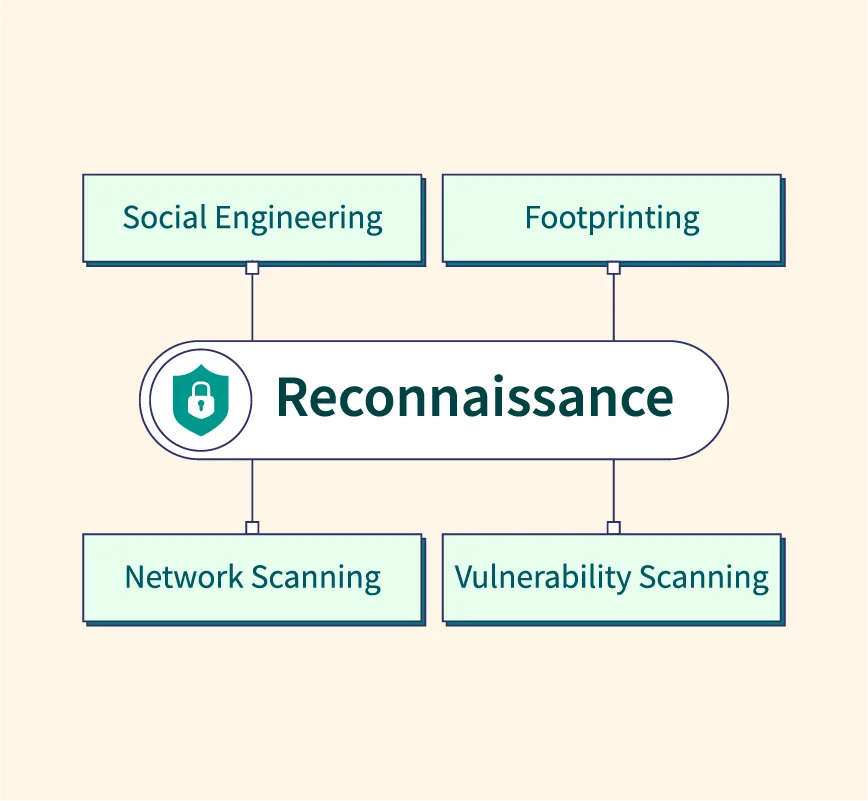 Social Engineering
Footprinting
Reconnaissance
Network Scanning
Vulnerability Scanning